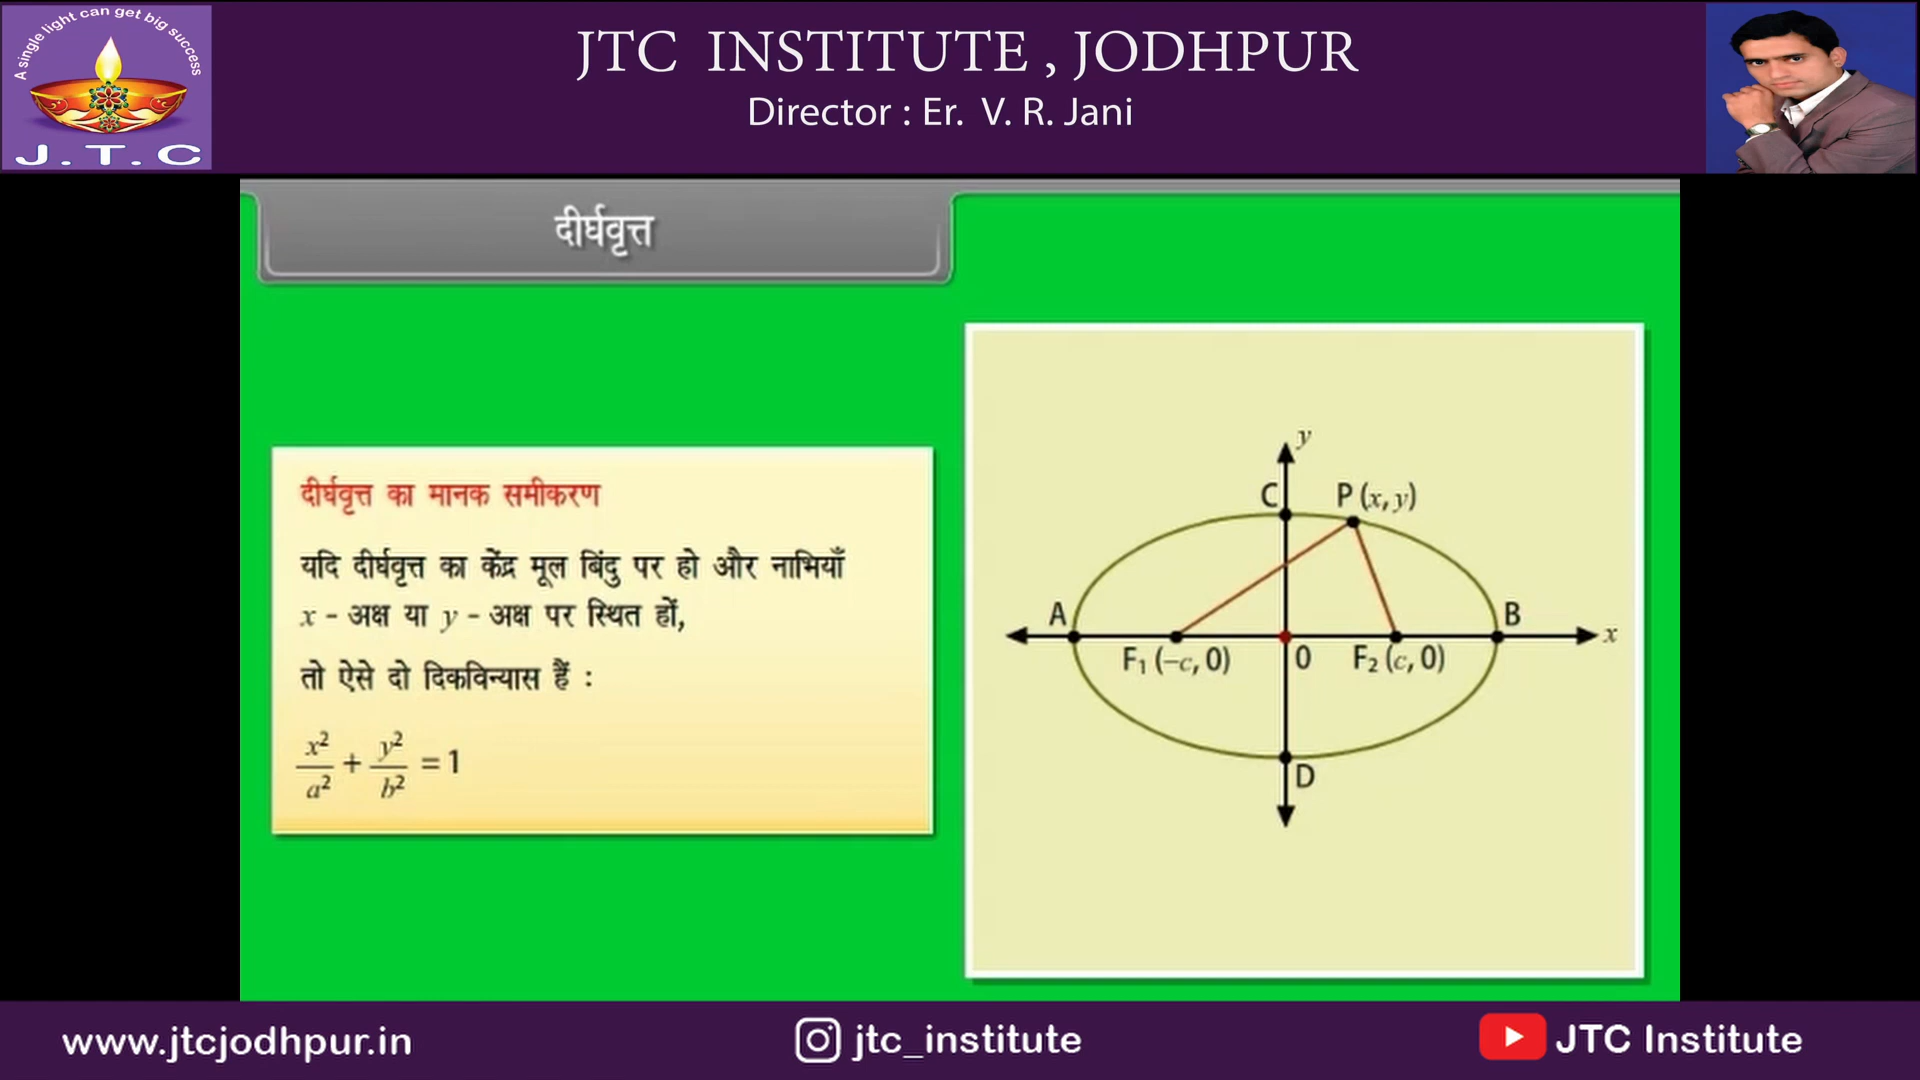 A single light can get big success
J.T.C
JTC INSTITUTE , JODHPUR
Director : Er. V. R. Jani
दीर्घवृत्त
दीर्घवृत्त का मानक समीकरण
यदि दीर्घवृत्त का केंद्र मूल बिंदु पर हो और नाभियाँ
x - अक्ष या y - अक्ष पर स्थित हों,
तो ऐसे दो दिकविन्यास हैं :
x²/a² + y²/b² = 1
y
C P (x, y)
A B x
F₁ (−c, 0) 0 F₂ (c, 0)
D
www.jtcjodhpur.in
jtc_institute
JTC Institute